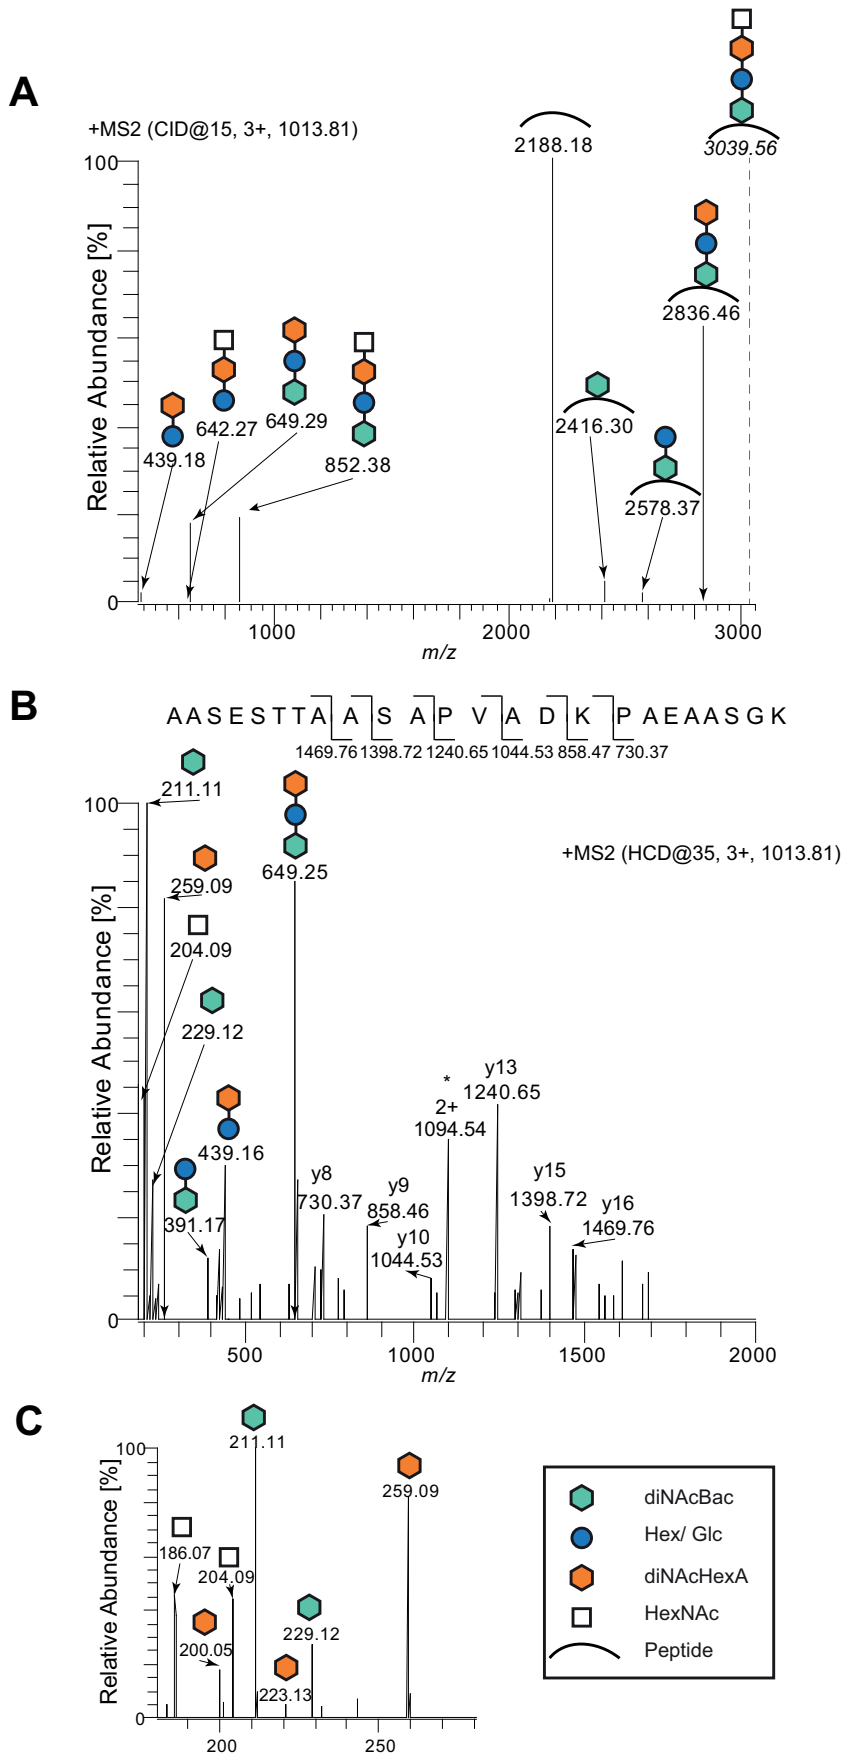 A
+MS2 (CID@15, 3+, 1013.81)
2188.18
3039.56
2836.46
2416.30
2578.37
439.18
642.27
649.29
852.38
Relative Abundance [%]
100
0
1000
2000
3000
m/z
B
A A S E S T T A A S A P V A D K P A E A A S G K
1469.76 1398.72 1240.65 1044.53 858.47 730.37
+MS2 (HCD@35, 3+, 1013.81)
211.11
259.09
204.09
229.12
649.25
439.16
391.17
y8
730.37
y9
858.46
y10
1044.53
*
2+
1094.54
y13
1240.65
y15
1398.72
y16
1469.76
Relative Abundance [%]
100
0
500
1000
1500
2000
m/z
C
211.11
259.09
186.07
204.09
200.05
229.12
223.13
Relative Abundance [%]
100
0
200
250
diNAcBac
Hex/ Glc
diNAcHexA
HexNAc
Peptide